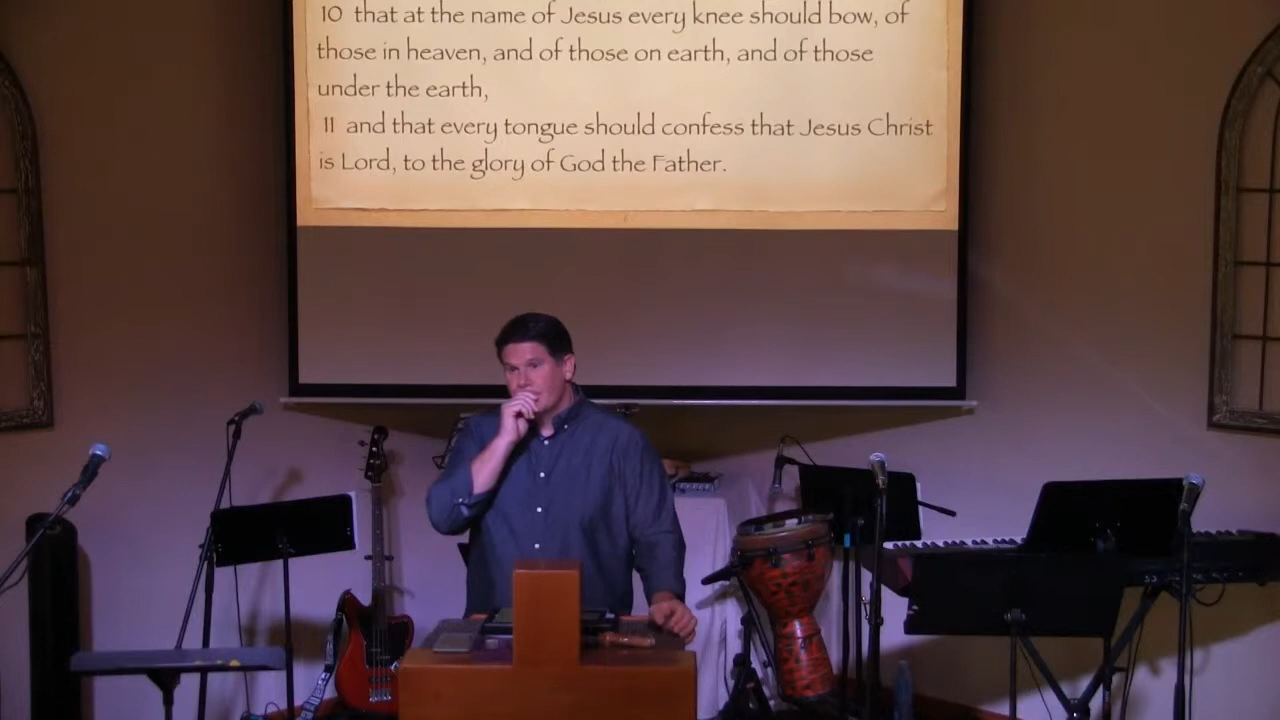 10 that at the name of Jesus every knee should bow, of
those in heaven, and of those on earth, and of those
under the earth,
11 and that every tongue should confess that Jesus Christ
is Lord, to the glory of God the Father.